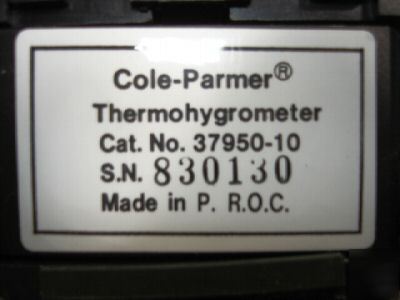 Cole-Parmer®
Thermohygrometer
Cat. No. 37950-10
S.N. 830130
Made in P. R.O.C.